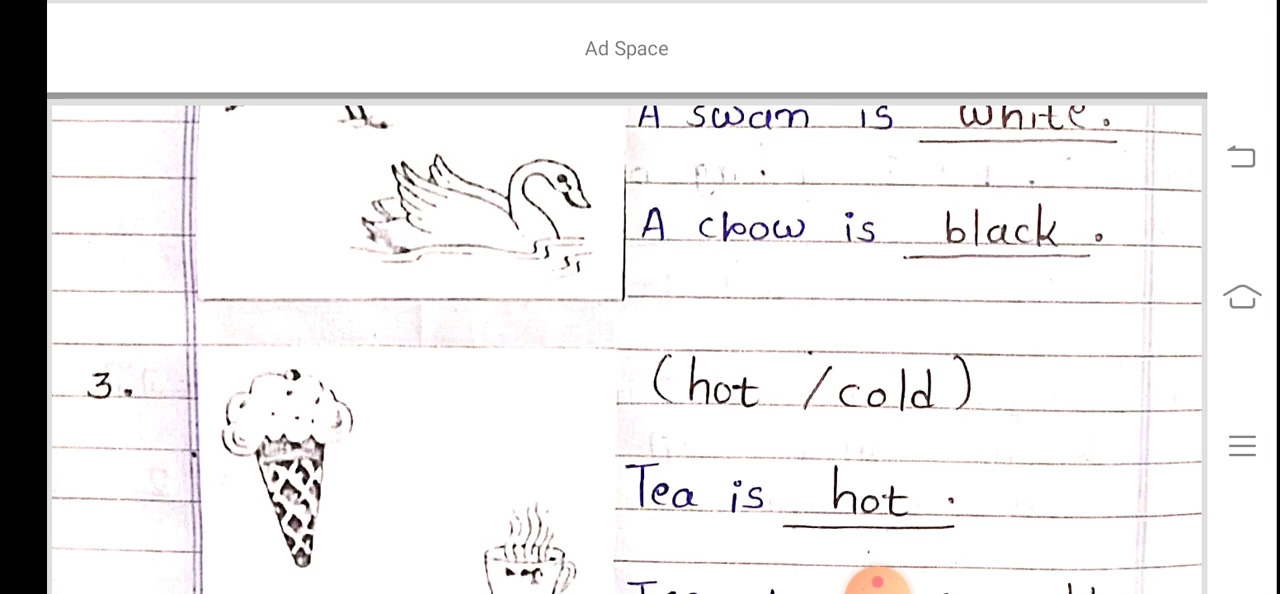 Ad Space
A swan is white.
A crow is black.
3.
(hot / cold)
Tea is hot.